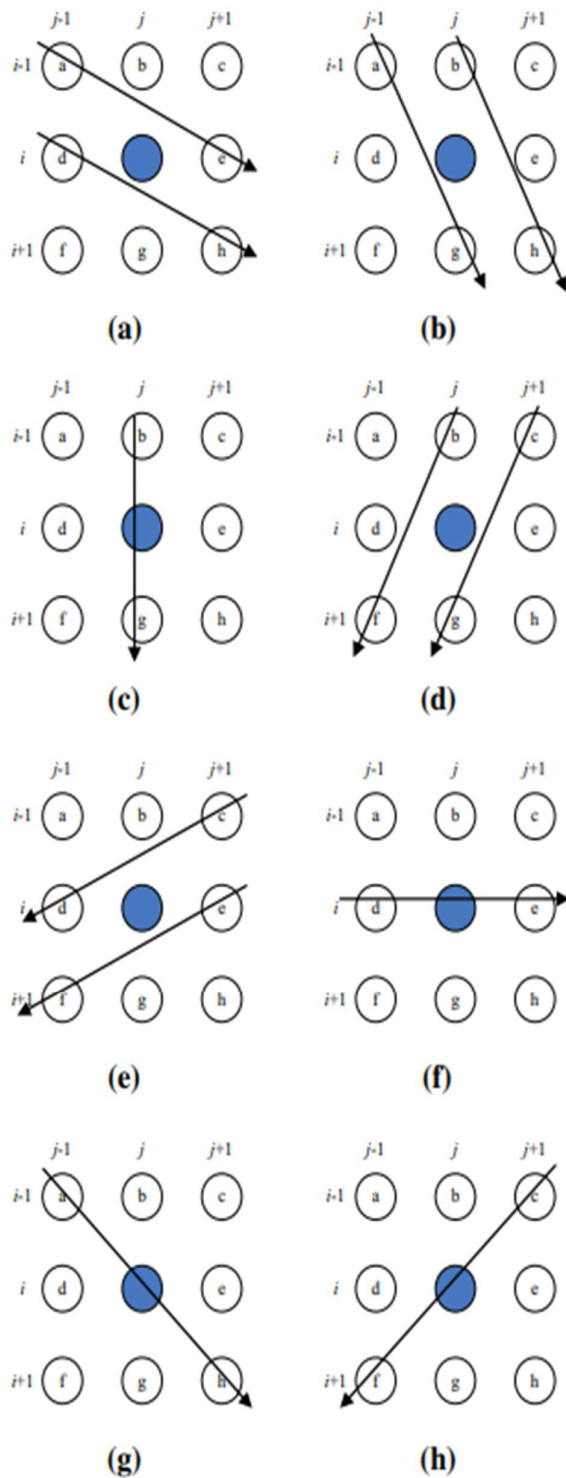 j-1 j j+1 j-1 j j+1
i-1 a b c i-1 a b c
i d e i d e
i+1 f g h i+1 f g h
(a) (b)
j-1 j j+1 j-1 j j+1
i-1 a b c i-1 a b c
i d e i d e
i+1 f g h i+1 f g h
(c) (d)
j-1 j j+1 j-1 j j+1
i-1 a b c i-1 a b c
i d e i d e
i+1 f g h i+1 f g h
(e) (f)
j-1 j j+1 j-1 j j+1
i-1 a b c i-1 a b c
i d e i d e
i+1 f g h i+1 f g h
(g) (h)